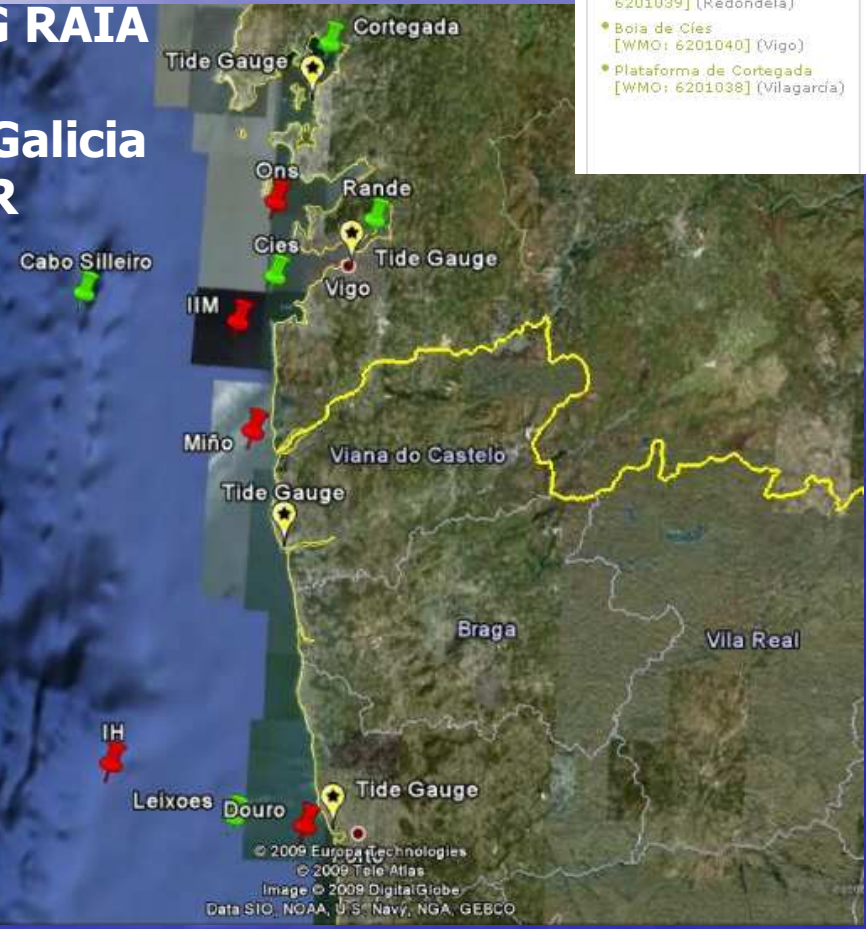 G RAIA
Galicia
R
6201039] (Redondela)
Boia de Cíes
[WMO: 6201040] (Vigo)
Plataforma de Cortegada
[WMO: 6201038] (Vilagarcía)
Cortegada
Tide Gauge
Ons
Rande
Cies
Tide Gauge
Cabo Silleiro
Vigo
IIM
Miño
Viana do Castelo
Tide Gauge
Braga
Vila Real
IH
Tide Gauge
Leixoes
Douro
© 2009 Europa Technologies
© 2009 Tele Atlas
Image © 2009 DigitalGlobe
Data SIO, NOAA, U.S. Navy, NGA, GEBCO